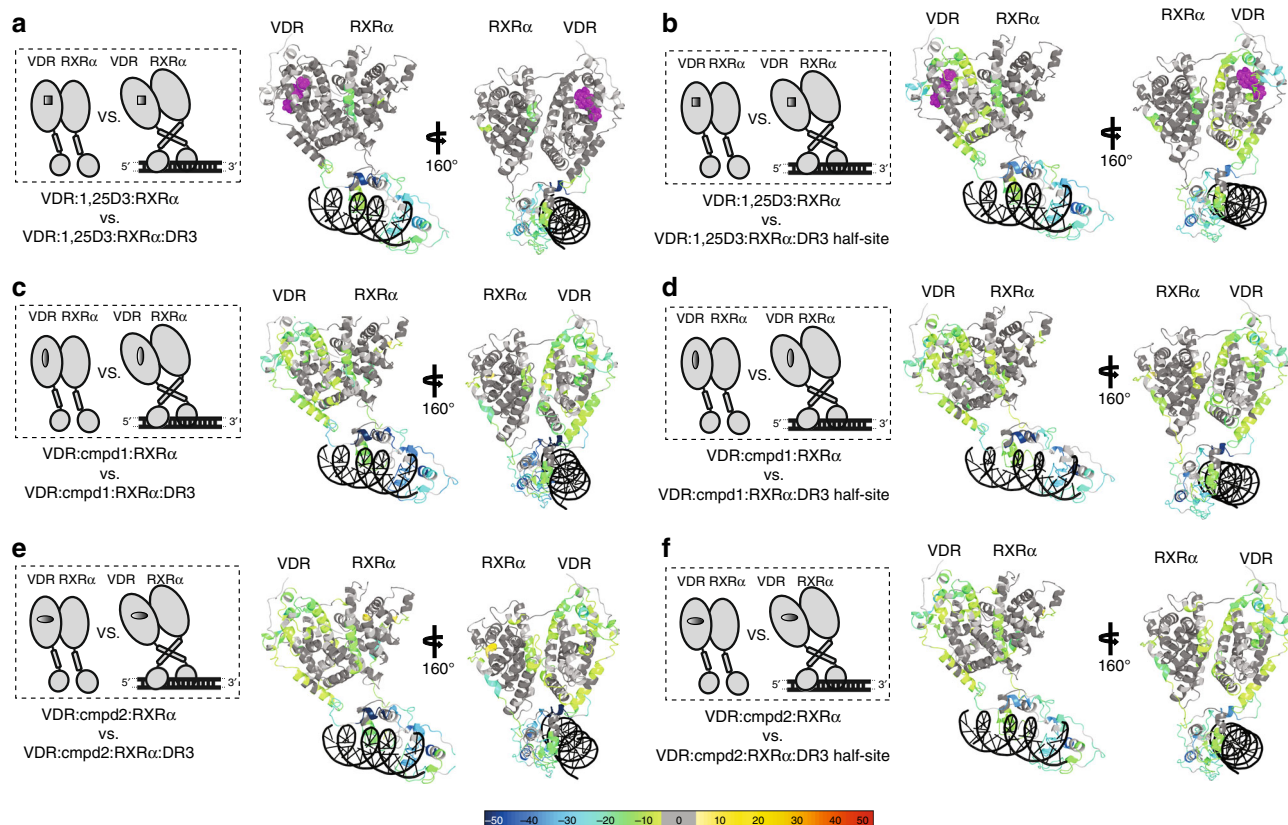 a
VDR RXRα VDR RXRα
VS.
5′ 3′
VDR:1,25D3:RXRα
vs.
VDR:1,25D3:RXRα:DR3
VDR RXRα
160°
RXRα VDR
b
VDR RXRα VDR RXRα
VS.
5′ 3′
VDR:1,25D3:RXRα
vs.
VDR:1,25D3:RXRα:DR3 half-site
VDR RXRα
160°
RXRα VDR
c
VDR RXRα VDR RXRα
VS.
5′ 3′
VDR:cmpd1:RXRα
vs.
VDR:cmpd1:RXRα:DR3
VDR RXRα
160°
RXRα VDR
d
VDR RXRα VDR RXRα
VS.
5′ 3′
VDR:cmpd1:RXRα
vs.
VDR:cmpd1:RXRα:DR3 half-site
VDR RXRα
160°
RXRα VDR
e
VDR RXRα VDR RXRα
VS.
5′ 3′
VDR:cmpd2:RXRα
vs.
VDR:cmpd2:RXRα:DR3
VDR RXRα
160°
RXRα VDR
f
VDR RXRα VDR RXRα
VS.
5′ 3′
VDR:cmpd2:RXRα
vs.
VDR:cmpd2:RXRα:DR3 half-site
VDR RXRα
160°
RXRα VDR
−50 −40 −30 −20 −10 0 10 20 30 40 50